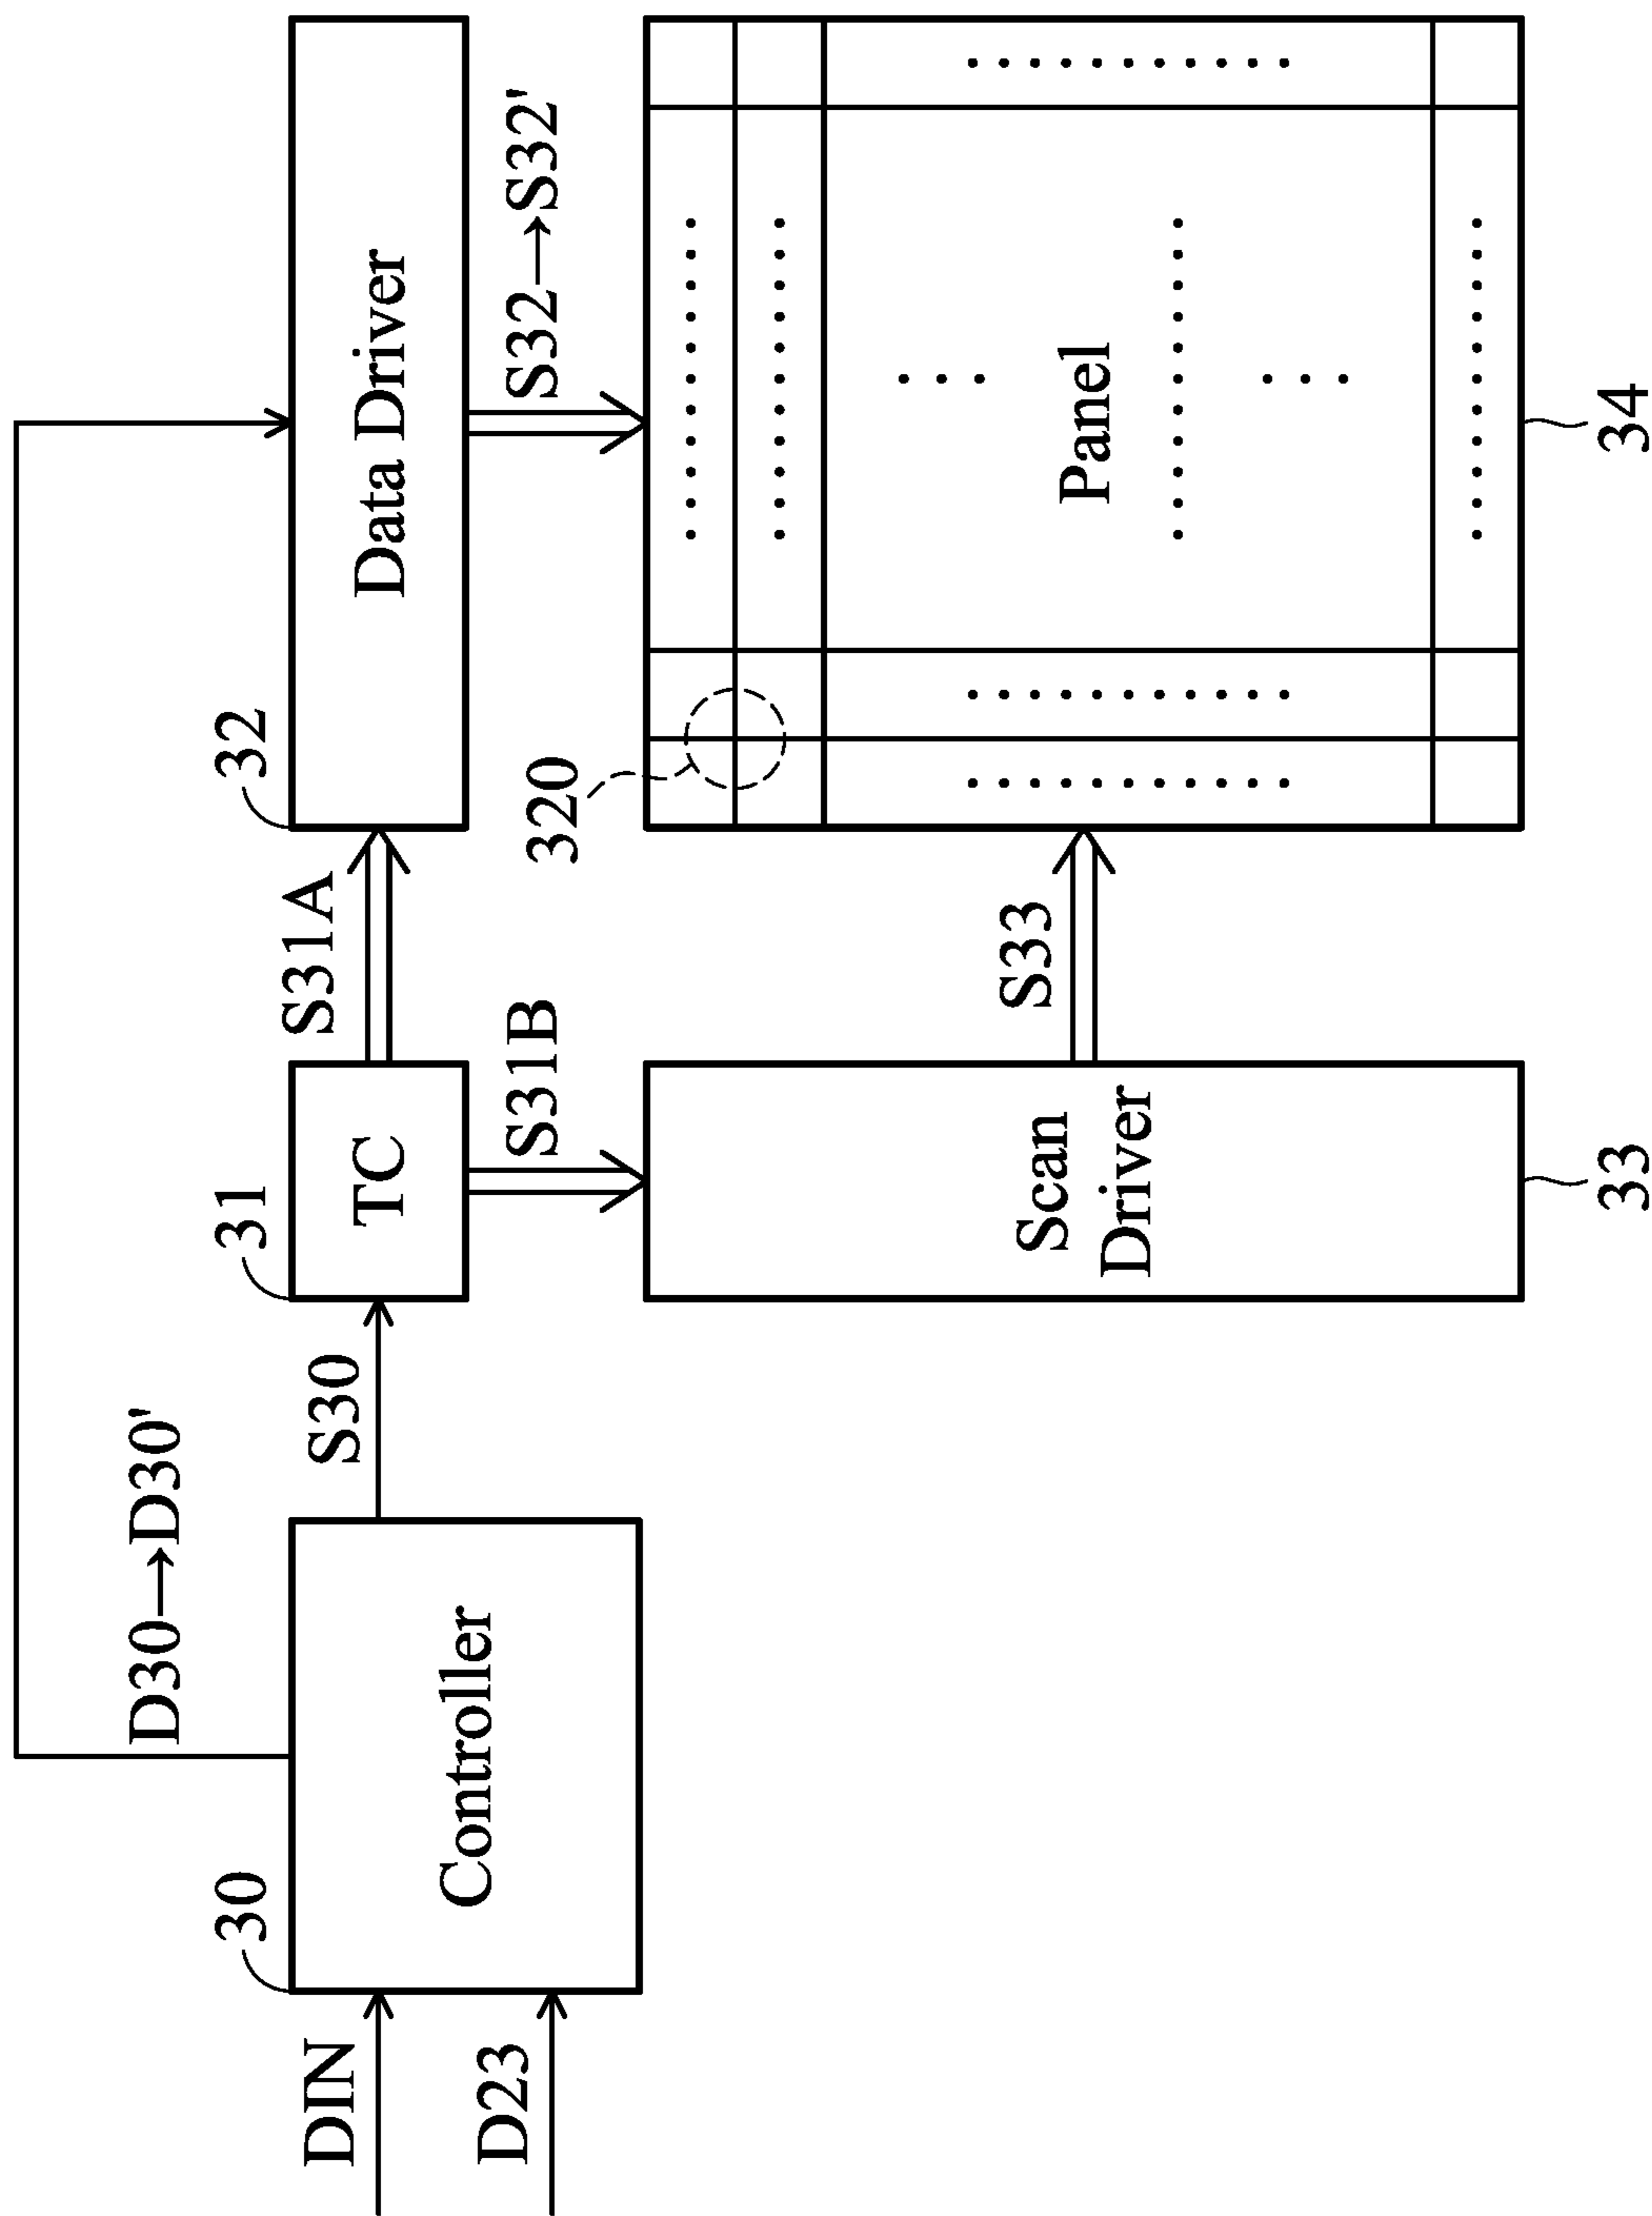 D30→D30'
30
31
32
DIN
S30
S31A
TC
Data Driver
Controller
D23
S31B
S32→S32'
320
S33
Scan
Driver
Panel
33
34